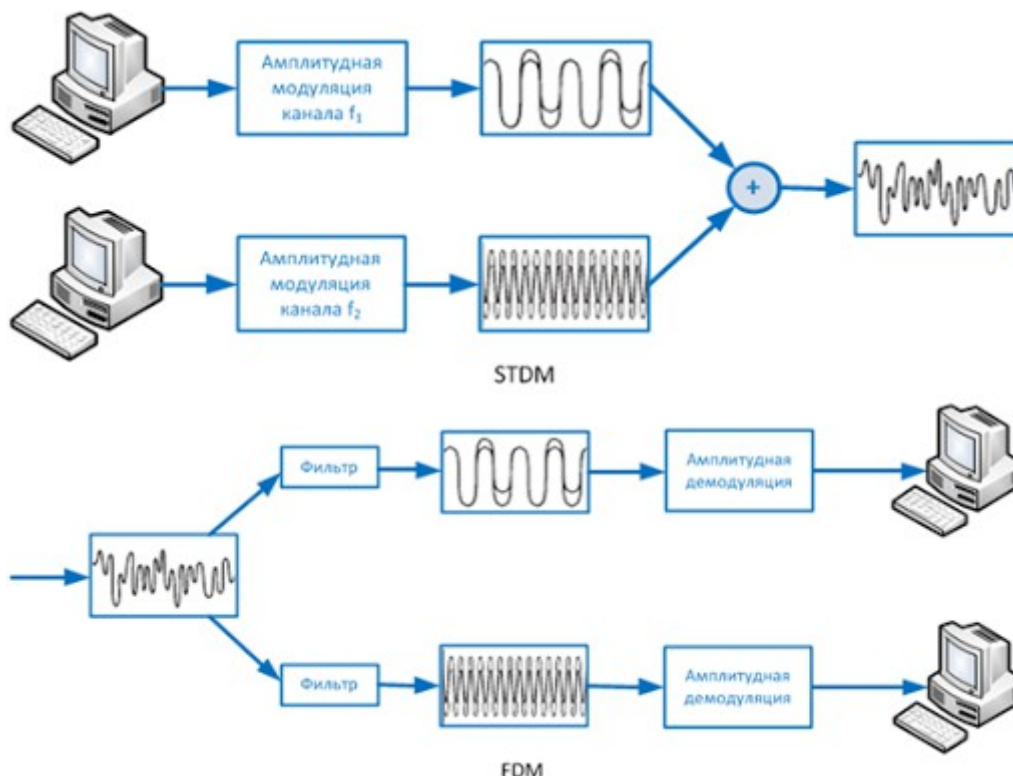 Амплитудная
модуляция
канала f₁
Амплитудная
модуляция
канала f₂
STDM
Фильтр
Амплитудная
демодуляция
Фильтр
Амплитудная
демодуляция
FDM